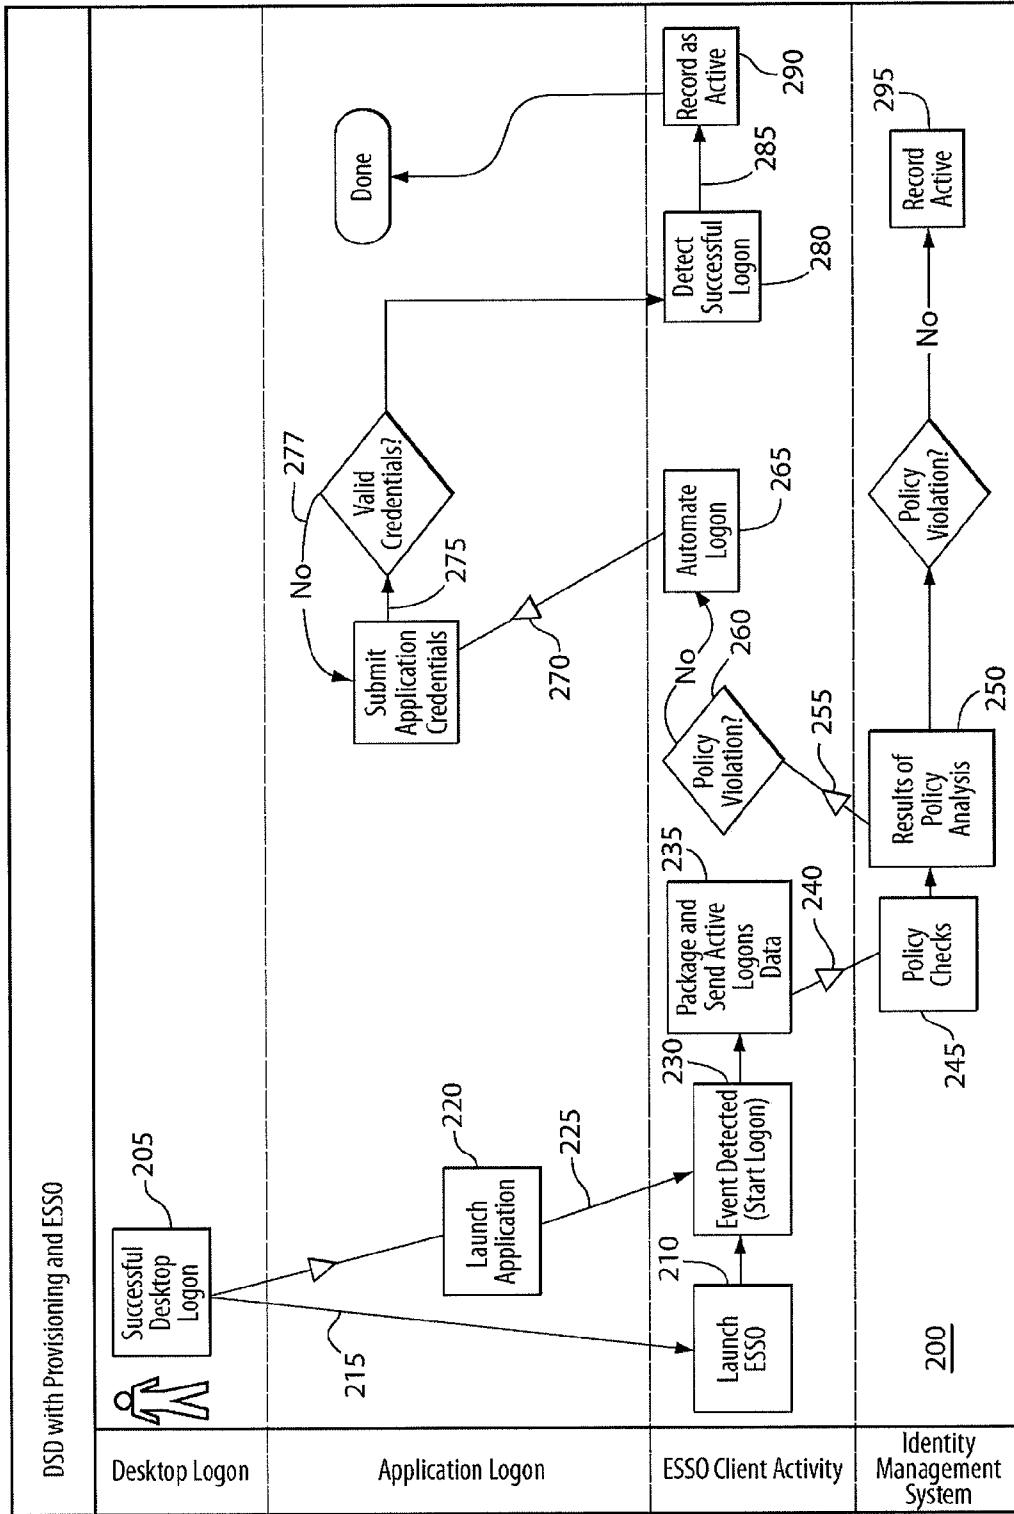 DSD with Provisioning and ESSO
Desktop Logon
Successful
Desktop
Logon
205
215
Application Logon
Launch
Application
220
225
Submit
Application
Credentials
270
275
No
277
Valid
Credentials?
Done
ESSO Client Activity
Launch
ESSO
210
Event Detected
(Start Logon)
230
Package and
Send Active
Logons
Data
235
240
Policy
Violation?
255
260
No
Automate
Logon
265
Detect
Successful
Logon
280
285
Record as
Active
290
Identity
Management
System
200
Policy
Checks
245
Results of
Policy
Analysis
250
Policy
Violation?
No
Record
Active
295